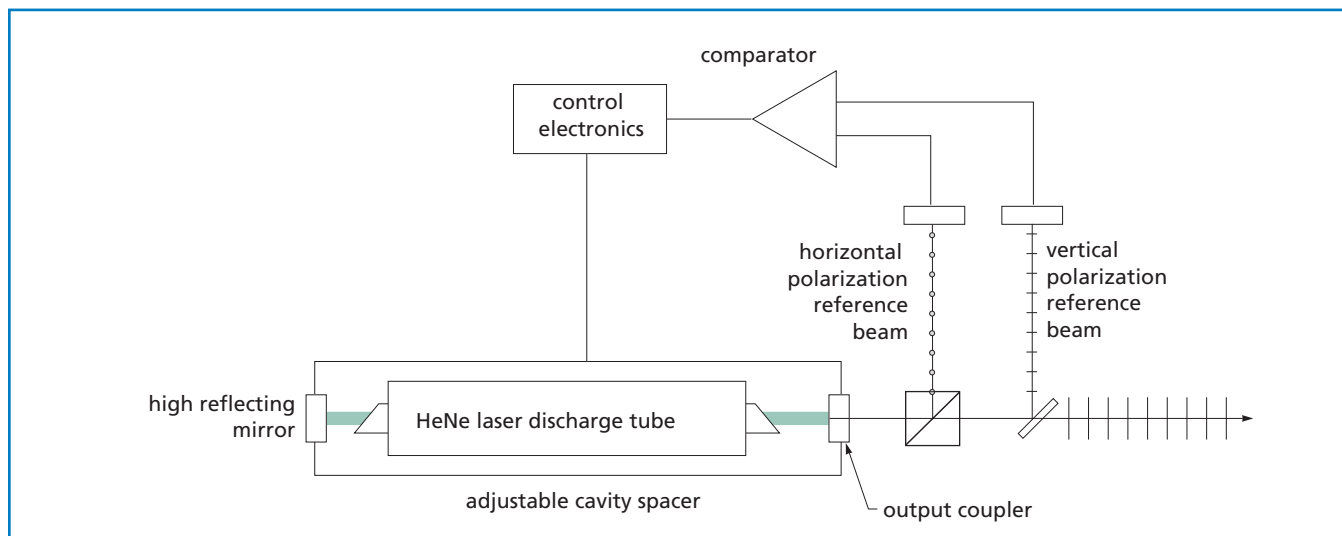 comparator
control
electronics
horizontal
polarization
reference
beam
vertical
polarization
reference
beam
high reflecting
mirror
HeNe laser discharge tube
adjustable cavity spacer
output coupler